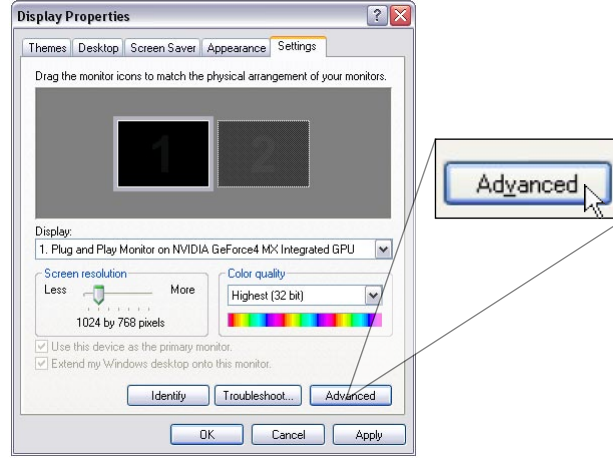 Display Properties
Themes Desktop Screen Saver Appearance Settings
Drag the monitor icons to match the physical arrangement of your monitors.
1 2
Display:
1. Plug and Play Monitor on NVIDIA GeForce4 MX Integrated GPU
Screen resolution
Less More
1024 by 768 pixels
Color quality
Highest (32 bit)
Use this device as the primary monitor.
Extend my Windows desktop onto this monitor.
Identify Troubleshoot... Advanced
OK Cancel Apply
Advanced